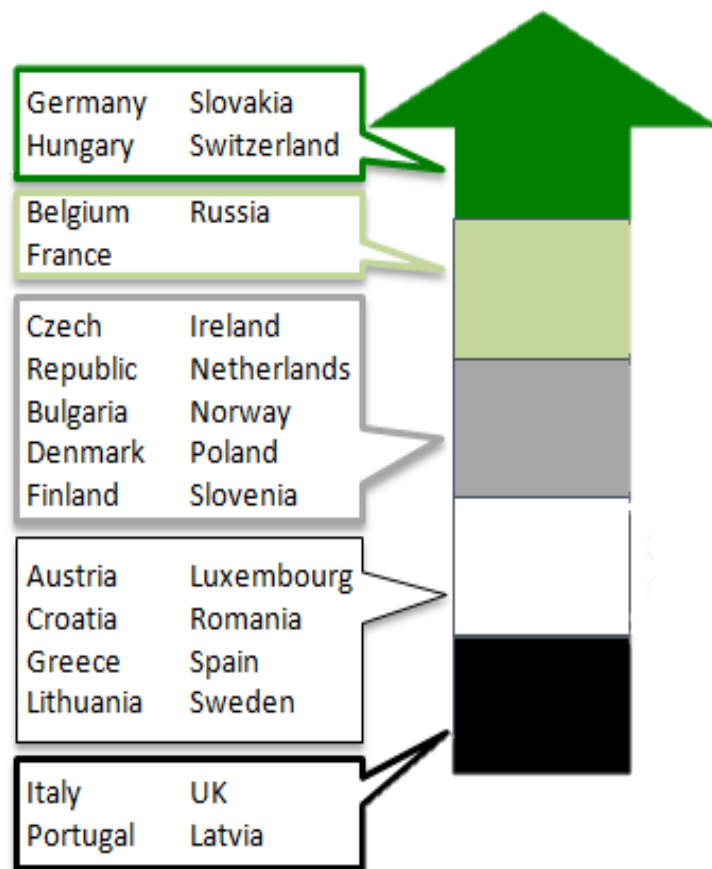 Germany Slovakia
Hungary Switzerland
Belgium Russia
France
Czech Ireland
Republic Netherlands
Bulgaria Norway
Denmark Poland
Finland Slovenia
Austria Luxembourg
Croatia Romania
Greece Spain
Lithuania Sweden
Italy UK
Portugal Latvia